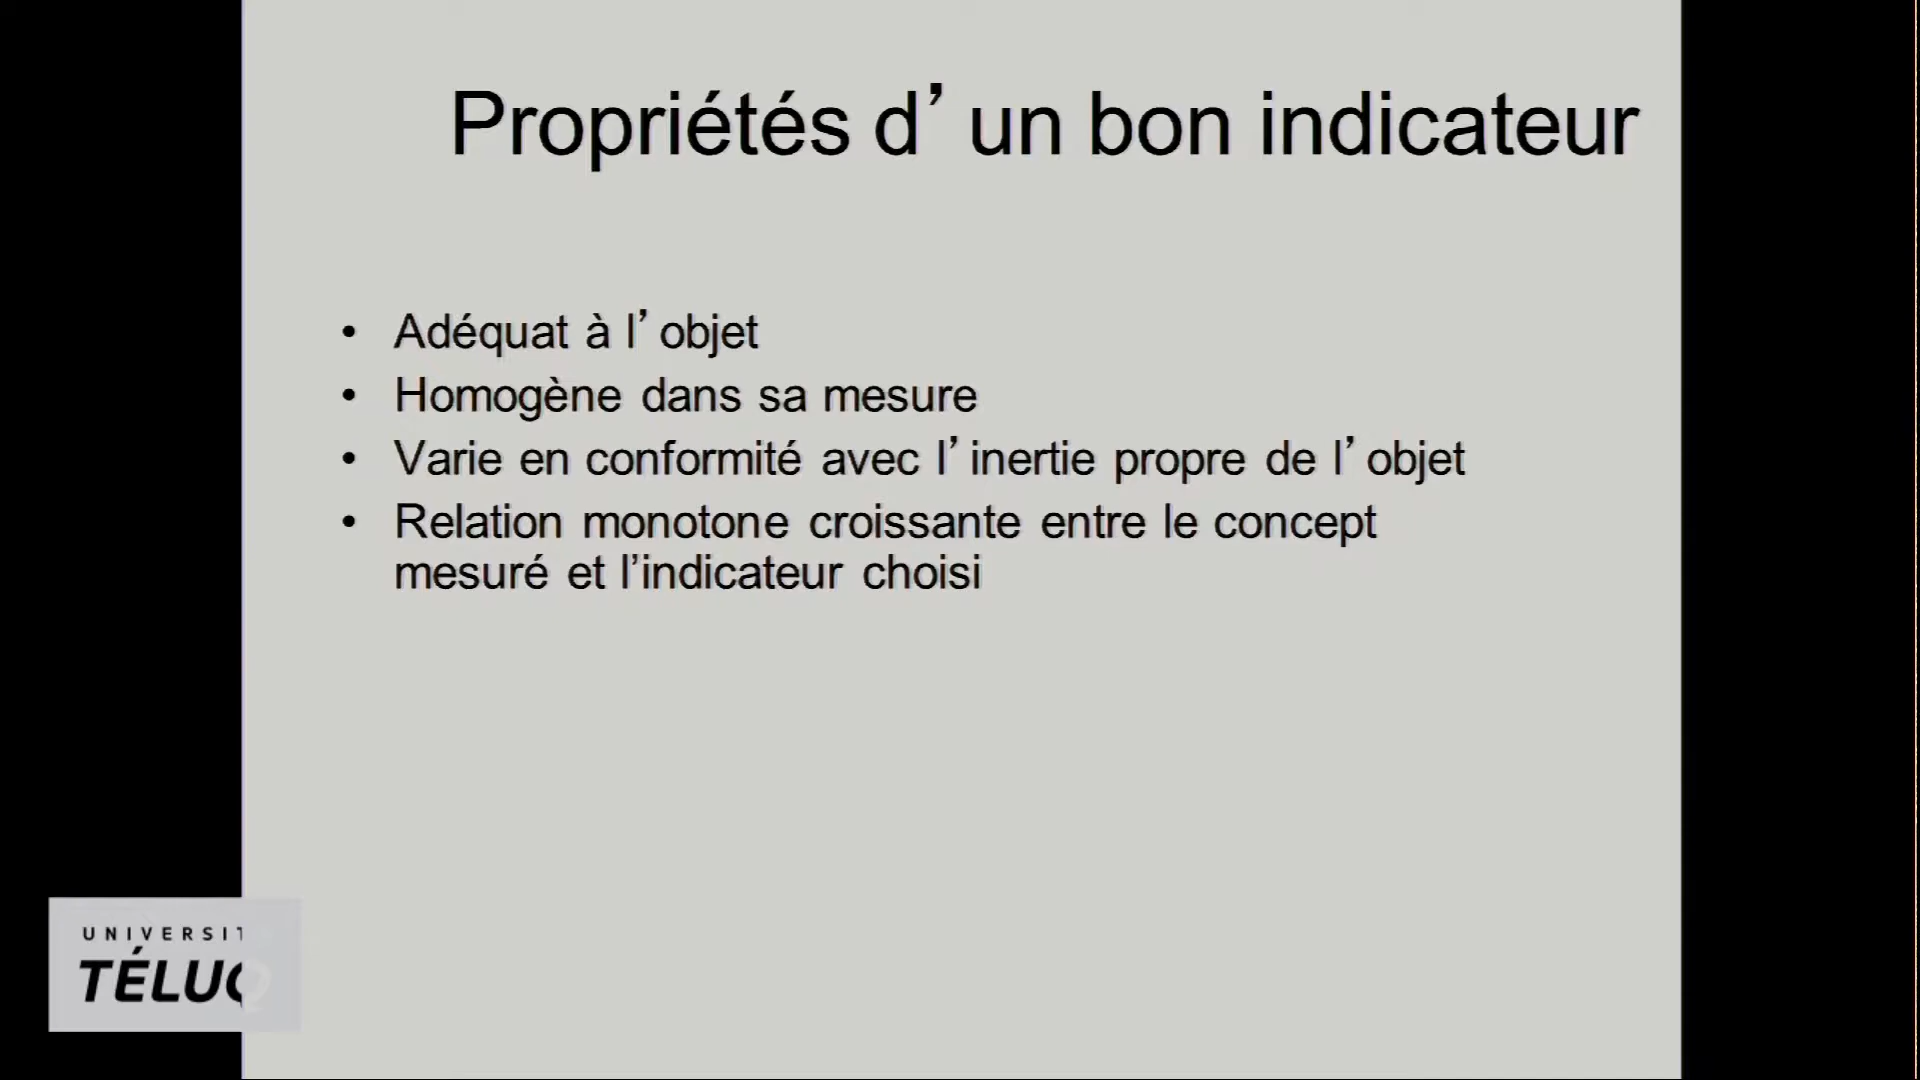 Propriétés d’un bon indicateur
• Adéquat à l’objet
• Homogène dans sa mesure
• Varie en conformité avec l’inertie propre de l’objet
• Relation monotone croissante entre le concept
mesuré et l’indicateur choisi
UNIVERSIT
TÉLUQ